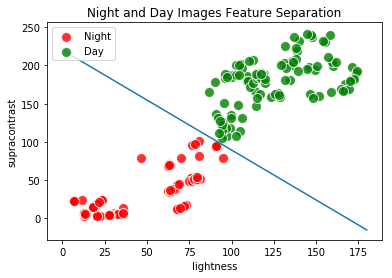 Night and Day Images Feature Separation
Night
Day
supracontrast
250
200
150
100
50
0
0 25 50 75 100 125 150 175
lightness